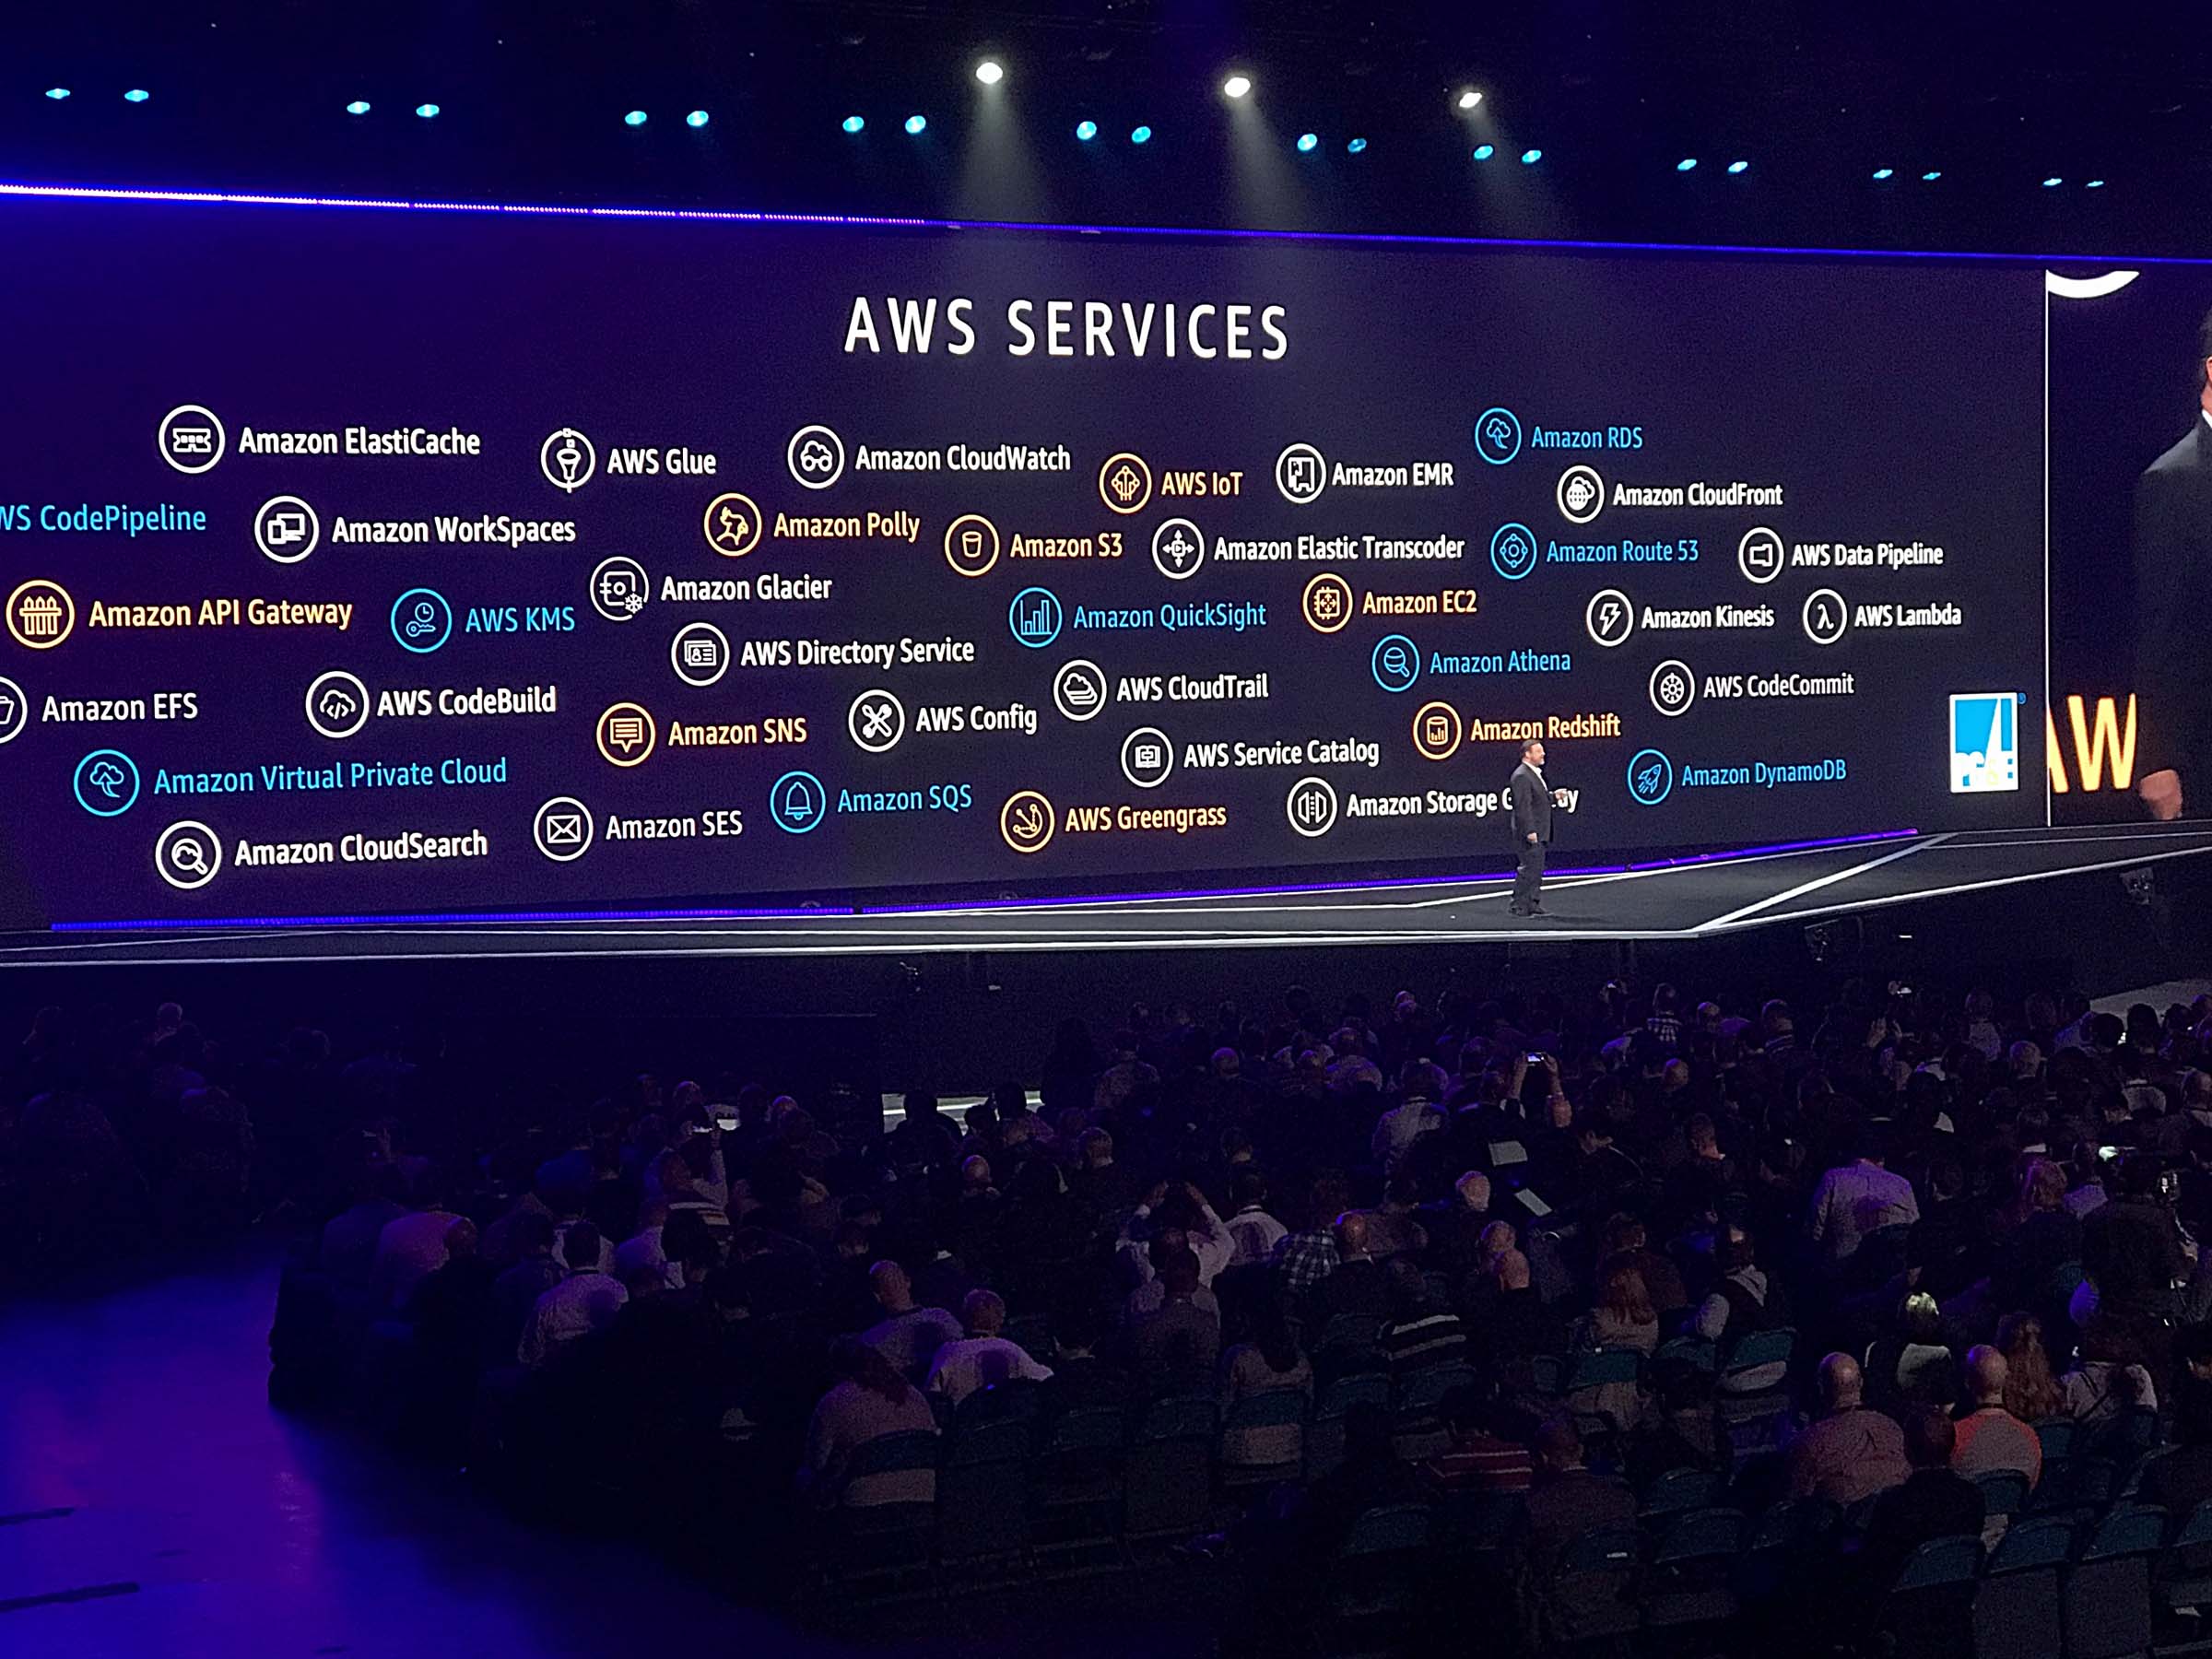 AWS SERVICES
Amazon ElastiCache
AWS Glue
Amazon CloudWatch
AWS IoT
Amazon EMR
Amazon RDS
WS CodePipeline
Amazon WorkSpaces
Amazon Polly
Amazon S3
Amazon Elastic Transcoder
Amazon CloudFront
Amazon Route 53
AWS Data Pipeline
Amazon API Gateway
AWS KMS
Amazon Glacier
Amazon QuickSight
Amazon EC2
Amazon Kinesis
AWS Lambda
AWS Directory Service
Amazon Athena
Amazon EFS
AWS CodeBuild
AWS CloudTrail
AWS CodeCommit
Amazon SNS
AWS Config
Amazon Redshift
Amazon Virtual Private Cloud
AWS Service Catalog
Amazon DynamoDB
Amazon SES
Amazon SQS
AWS Greengrass
Amazon Storage G y
Amazon CloudSearch
PG&E
AW